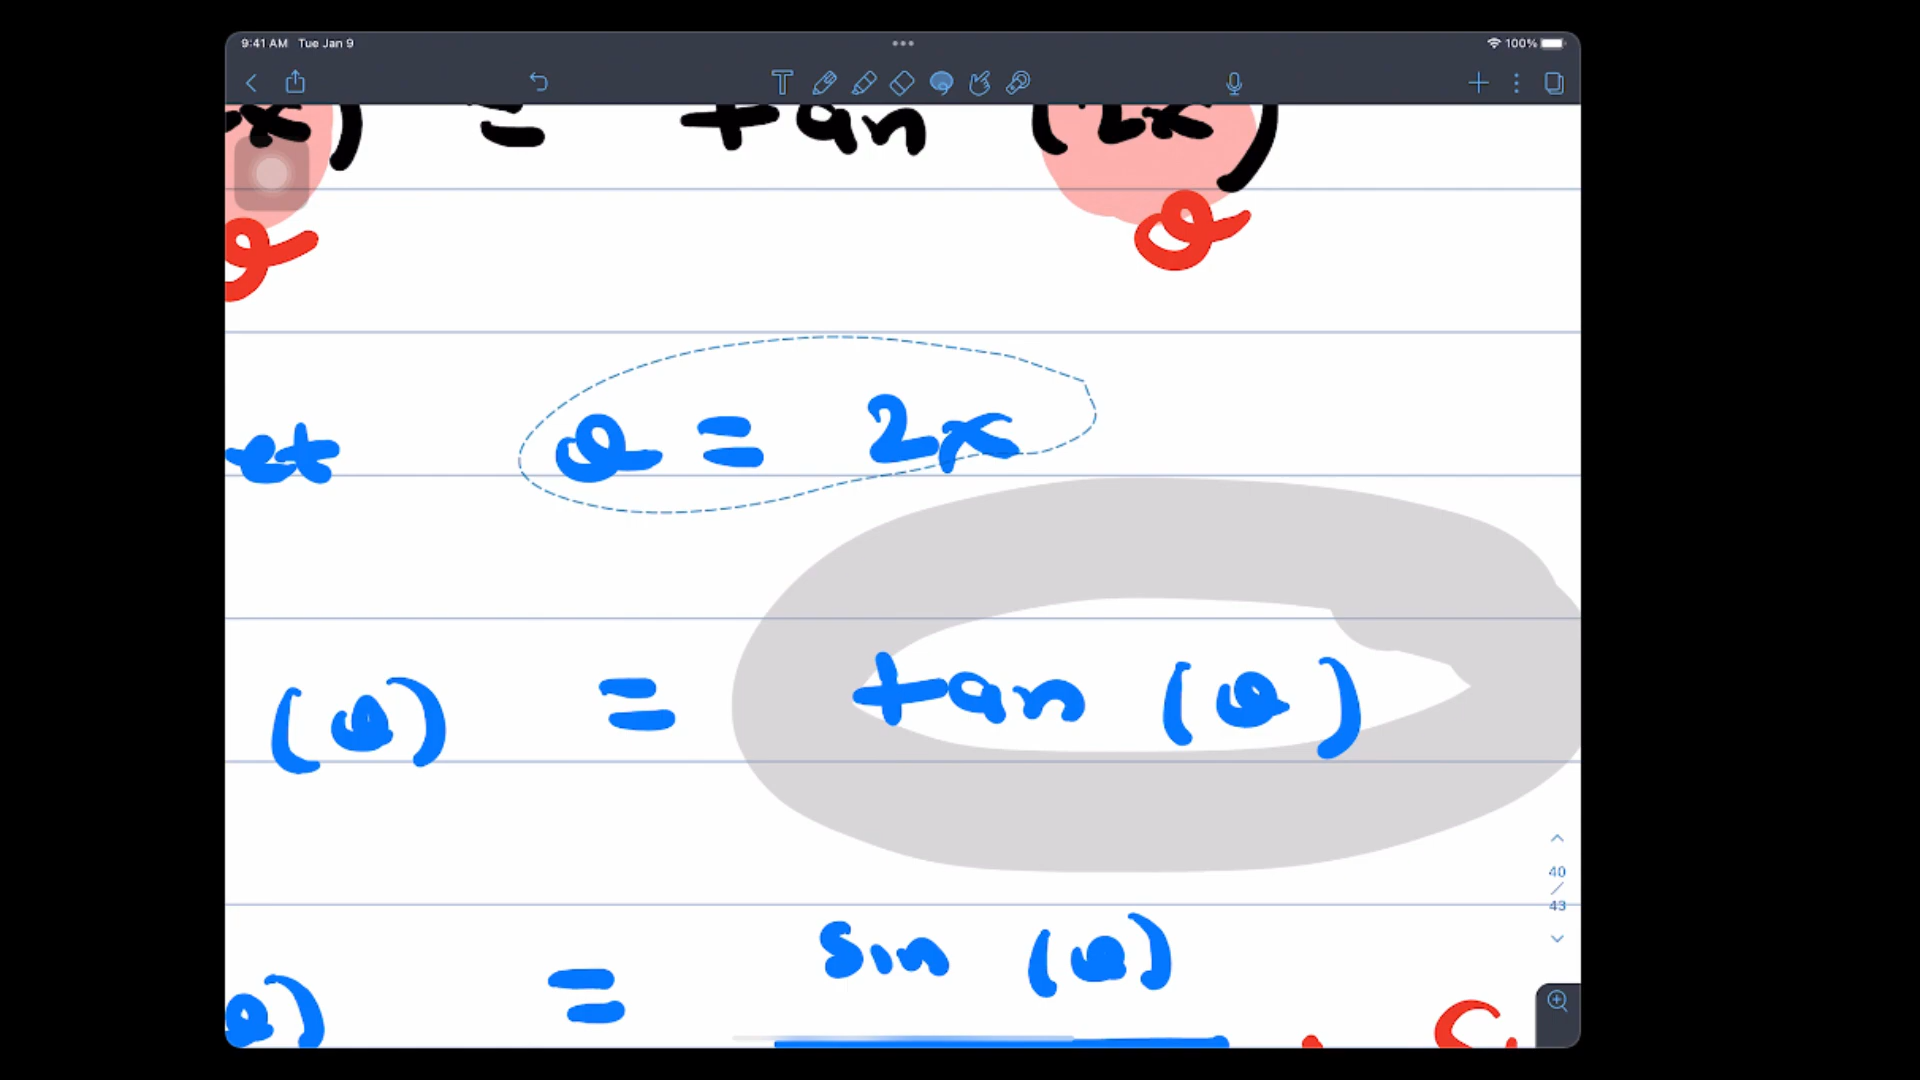 9:41 AM Tue Jan 9
100%
x) = tan (2x)
θ θ
et θ = 2x
(θ) = tan (θ)
40
/
43
sin (θ)
θ) =